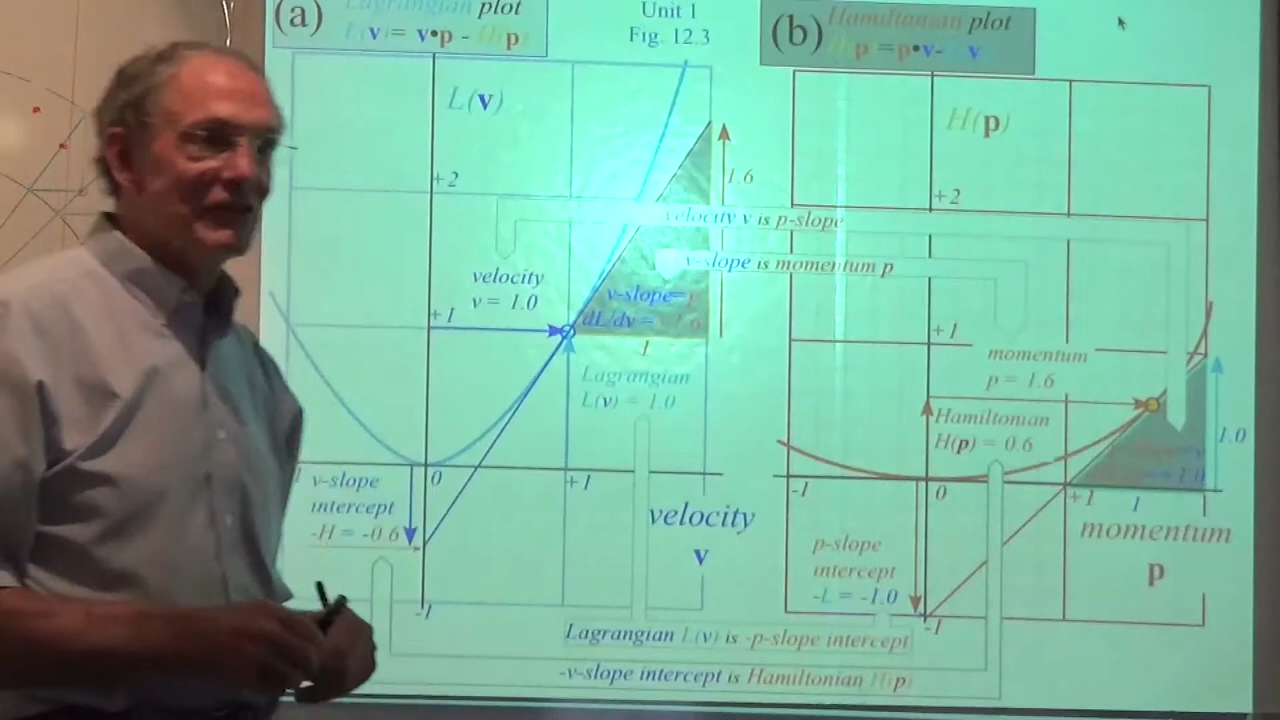 (a) Lagrangian plot
L(v)= v•p - H(p)
Unit 1
Fig. 12.3
(b) Hamiltonian plot
p =p•v- v
L(v)
+2
velocity
v= 1.0
+1
1.6
v-slope=
dL/dv =
1
Lagrangian
L(v) = 1.0
0
+1
v-slope
intercept
-H = -0.6
-1
velocity
v
velocity v is p-slope
v-slope is momentum p
H(p)
+2
+1
momentum
p = 1.6
Hamiltonian
H(p) = 0.6
1.0
-1
0
+1
1
p-slope
intercept
-L = -1.0
-1
momentum
p
Lagrangian L(v) is -p-slope intercept
-v-slope intercept is Hamiltonian H(p)